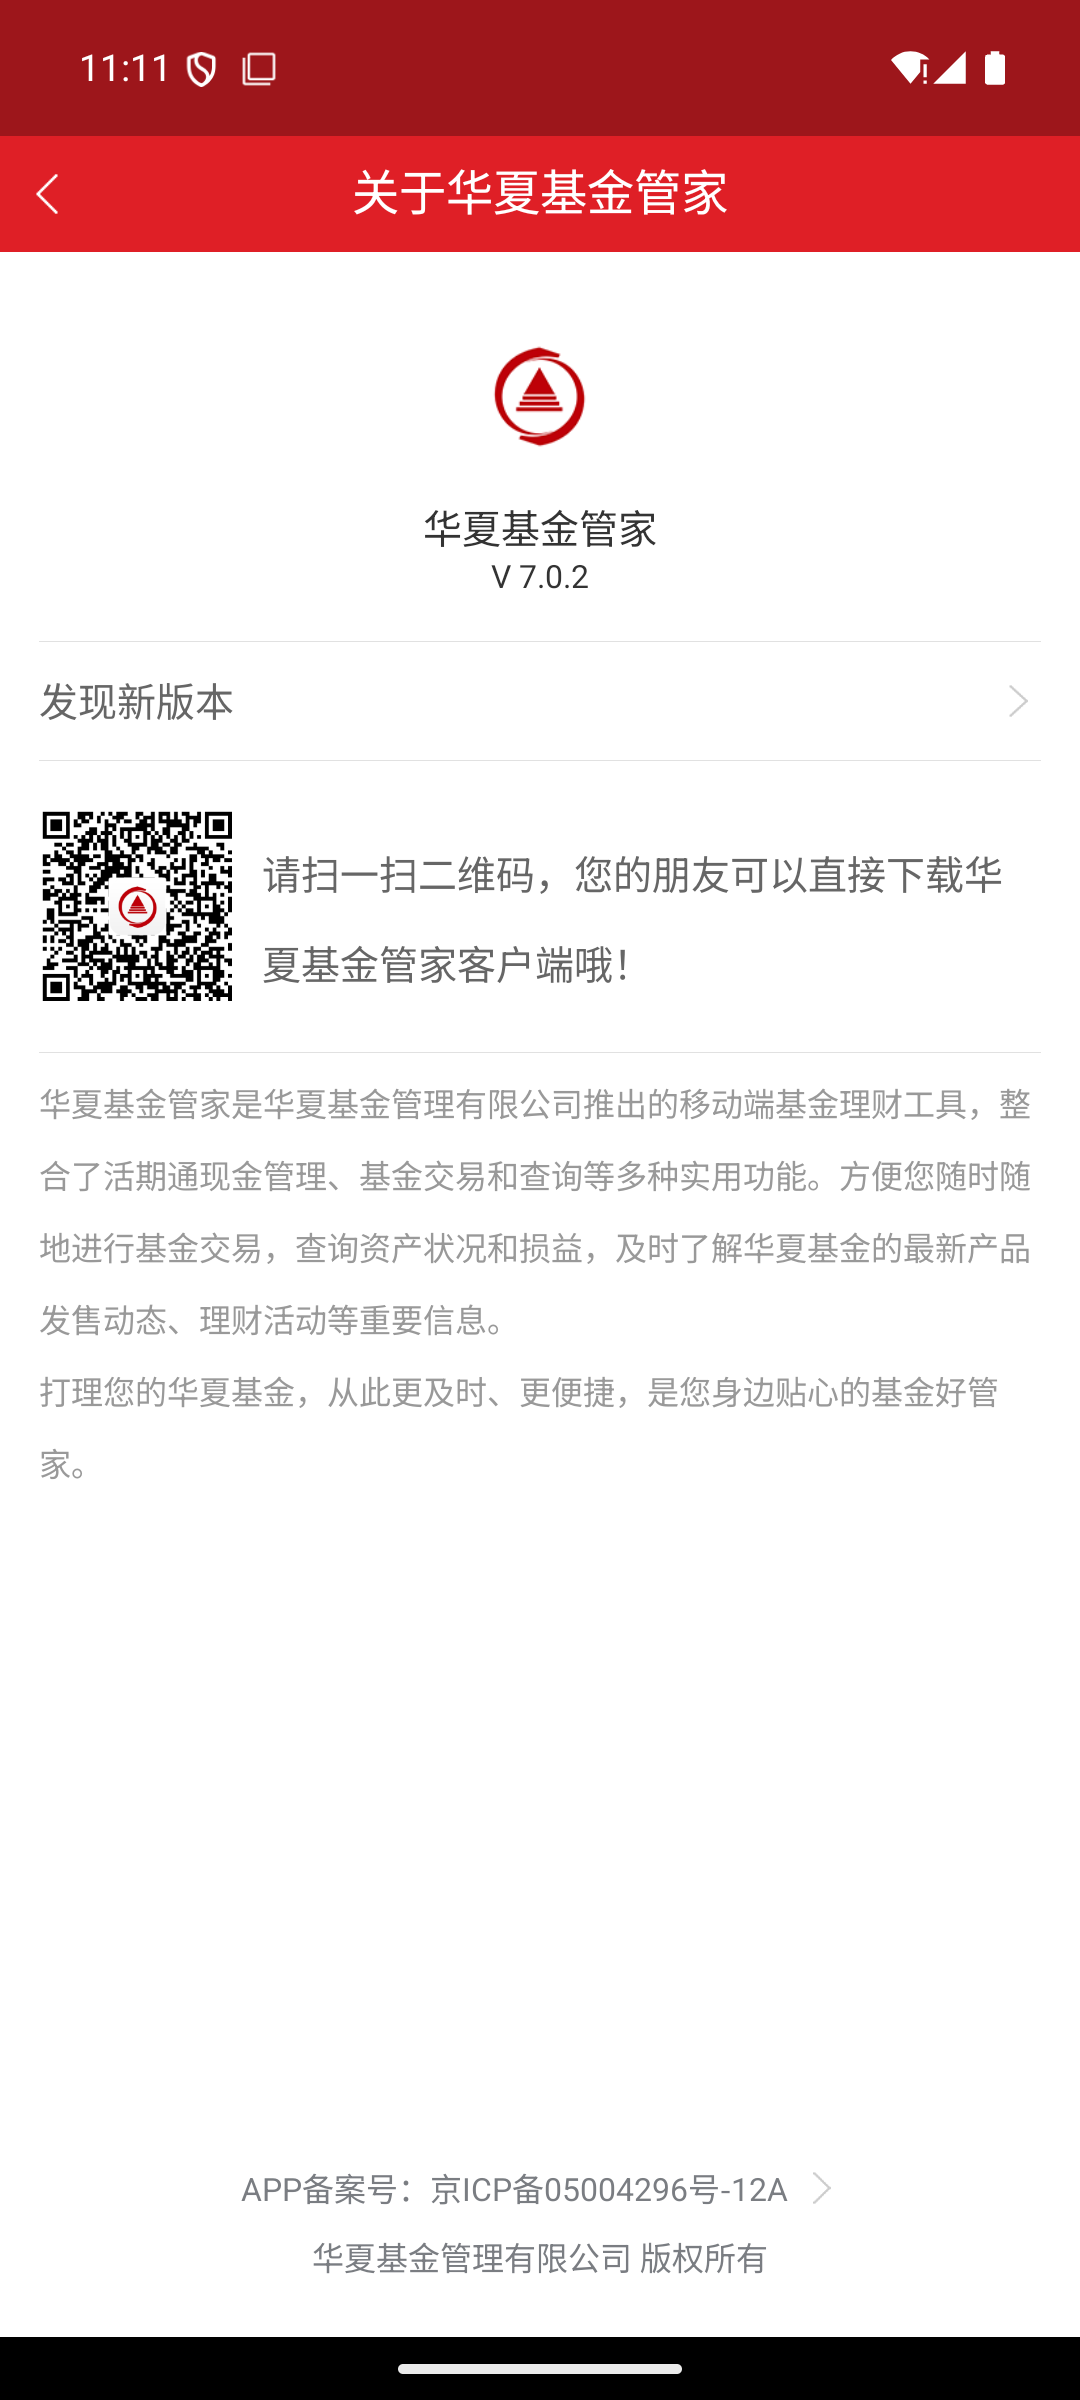 11:11
关于华夏基金管家
华夏基金管家
V 7.0.2
发现新版本
请扫一扫二维码，您的朋友可以直接下载华
夏基金管家客户端哦！
华夏基金管家是华夏基金管理有限公司推出的移动端基金理财工具，整
合了活期通现金管理、基金交易和查询等多种实用功能。方便您随时随
地进行基金交易，查询资产状况和损益，及时了解华夏基金的最新产品
发售动态、理财活动等重要信息。
打理您的华夏基金，从此更及时、更便捷，是您身边贴心的基金好管
家。
APP备案号：京ICP备05004296号-12A
华夏基金管理有限公司 版权所有